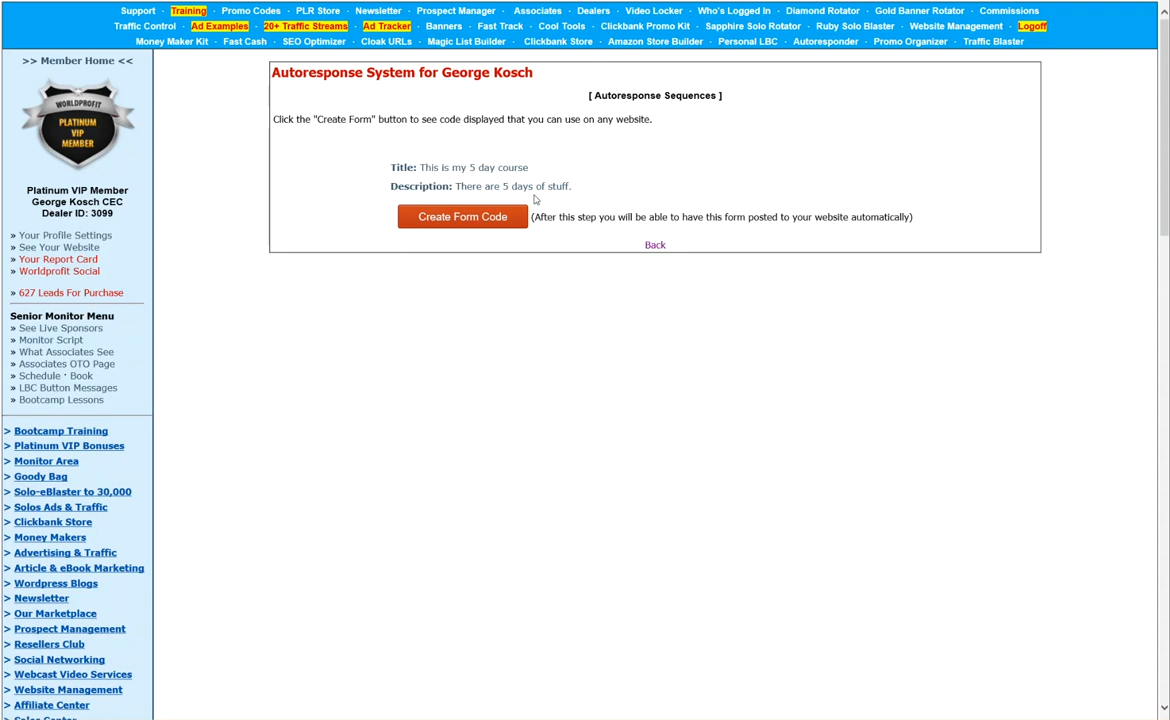 Support · Training · Promo Codes · PLR Store · Newsletter · Prospect Manager · Associates · Dealers · Video Locker · Who's Logged In · Diamond Rotator · Gold Banner Rotator · Commissions
Traffic Control · Ad Examples · 20+ Traffic Streams · Ad Tracker · Banners · Fast Track · Cool Tools · Clickbank Promo Kit · Sapphire Solo Rotator · Ruby Solo Blaster · Website Management · Logoff
Money Maker Kit · Fast Cash · SEO Optimizer · Cloak URLs · Magic List Builder · Clickbank Store · Amazon Store Builder · Personal LBC · Autoresponder · Promo Organizer · Traffic Blaster
>> Member Home <<
WORLDPROFIT
PLATINUM
VIP
MEMBER
Platinum VIP Member
George Kosch CEC
Dealer ID: 3099
» Your Profile Settings
» See Your Website
» Your Report Card
» Worldprofit Social
» 627 Leads For Purchase
Senior Monitor Menu
» See Live Sponsors
» Monitor Script
» What Associates See
» Associates OTO Page
» Schedule · Book
» LBC Button Messages
» Bootcamp Lessons
> Bootcamp Training
> Platinum VIP Bonuses
> Monitor Area
> Goody Bag
> Solo-eBlaster to 30,000
> Solos Ads & Traffic
> Clickbank Store
> Money Makers
> Advertising & Traffic
> Article & eBook Marketing
> Wordpress Blogs
> Newsletter
> Our Marketplace
> Prospect Management
> Resellers Club
> Social Networking
> Webcast Video Services
> Website Management
> Affiliate Center
> Sales Center
Autoresponse System for George Kosch
[ Autoresponse Sequences ]
Click the "Create Form" button to see code displayed that you can use on any website.
Title: This is my 5 day course
Description: There are 5 days of stuff.
Create Form Code (After this step you will be able to have this form posted to your website automatically)
Back